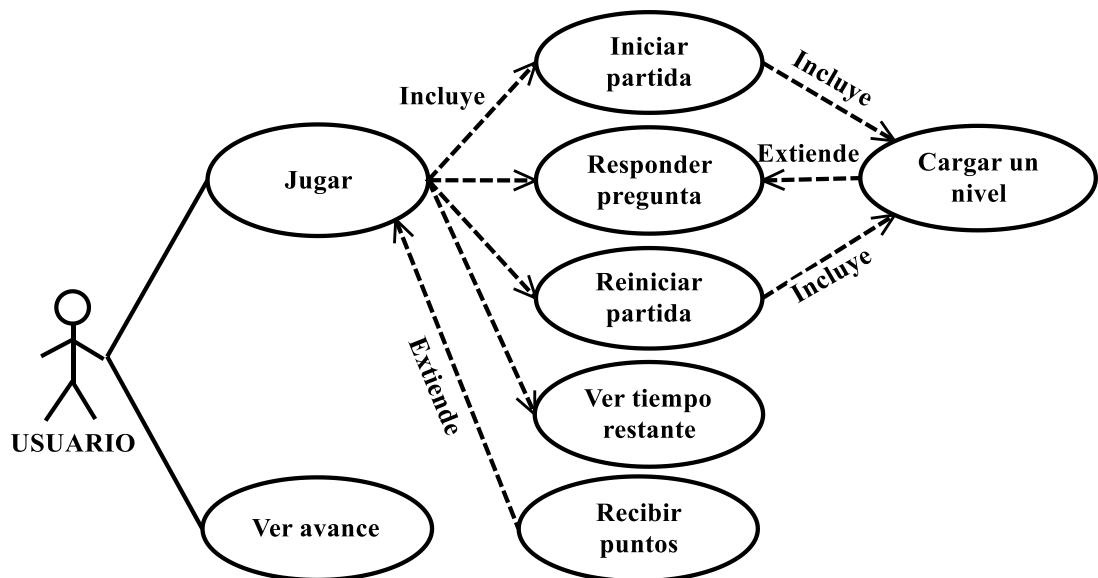 Iniciar
partida
Incluye
Incluye
Jugar
Responder
pregunta
Extiende
Cargar un
nivel
Reiniciar
partida
Incluye
Extiende
Ver tiempo
restante
USUARIO
Ver avance
Recibir
puntos